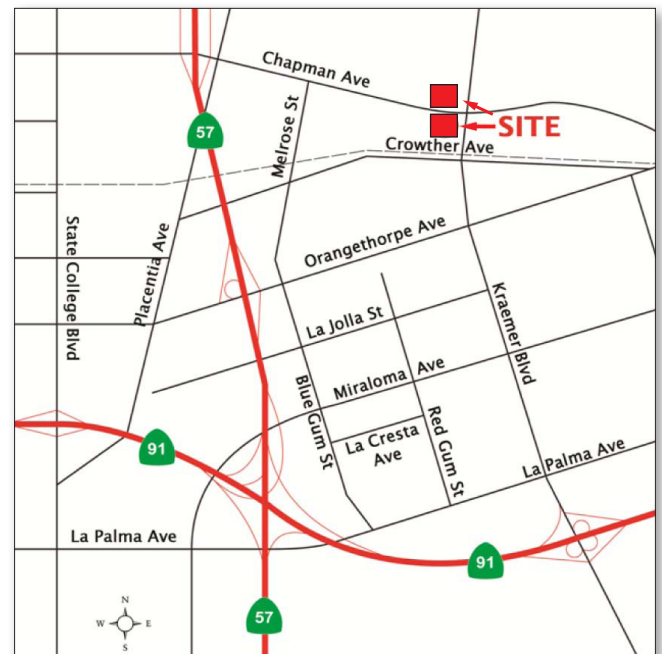 Chapman Ave
57
Melrose St
SITE
Crowther Ave
State College Blvd
Placentia Ave
Orangethorpe Ave
Kraemer Blvd
La Jolla St
Miraloma Ave
Blue Gum St
Red Gum St
La Cresta
Ave
91
La Palma Ave
La Palma Ave
91
57
N
W E
S